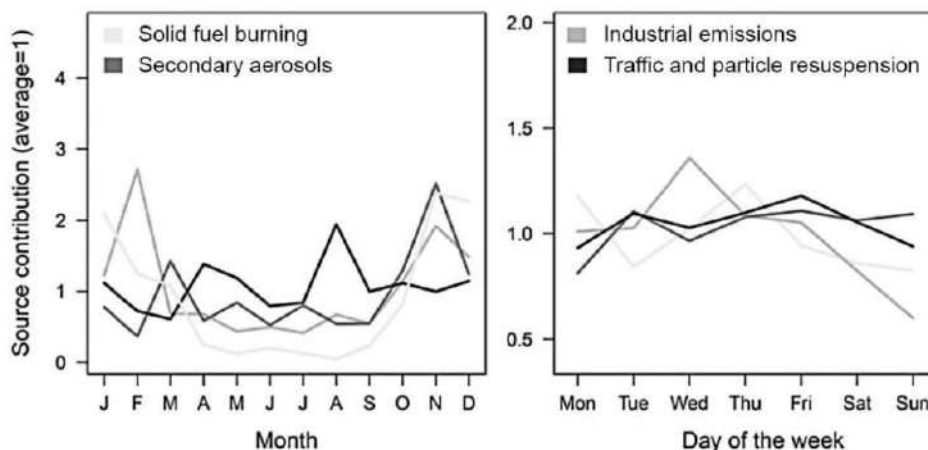 Source contribution (average=1)
Solid fuel burning
Secondary aerosols
4
3
2
1
0
J F M A M J J A S O N D
Month
2.0
1.5
1.0
0.5
Industrial emissions
Traffic and particle resuspension
Mon Tue Wed Thu Fri Sat Sun
Day of the week